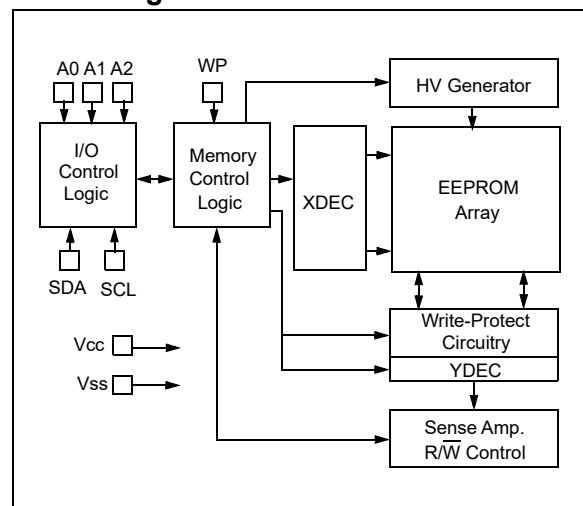 A0 A1 A2
WP
HV Generator
I/O
Control
Logic
Memory
Control
Logic
XDEC
EEPROM
Array
SDA
SCL
Write-Protect
Circuitry
YDEC
Vcc
Vss
Sense Amp.
R/W̅ Control